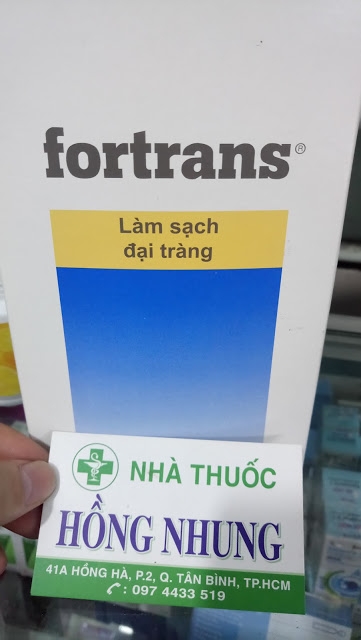 fortrans®
Làm sạch
đại tràng
NHÀ THUỐC
HỒNG NHUNG
41A HỒNG HÀ, P.2, Q. TÂN BÌNH, TP.HCM
: 097 4433 519